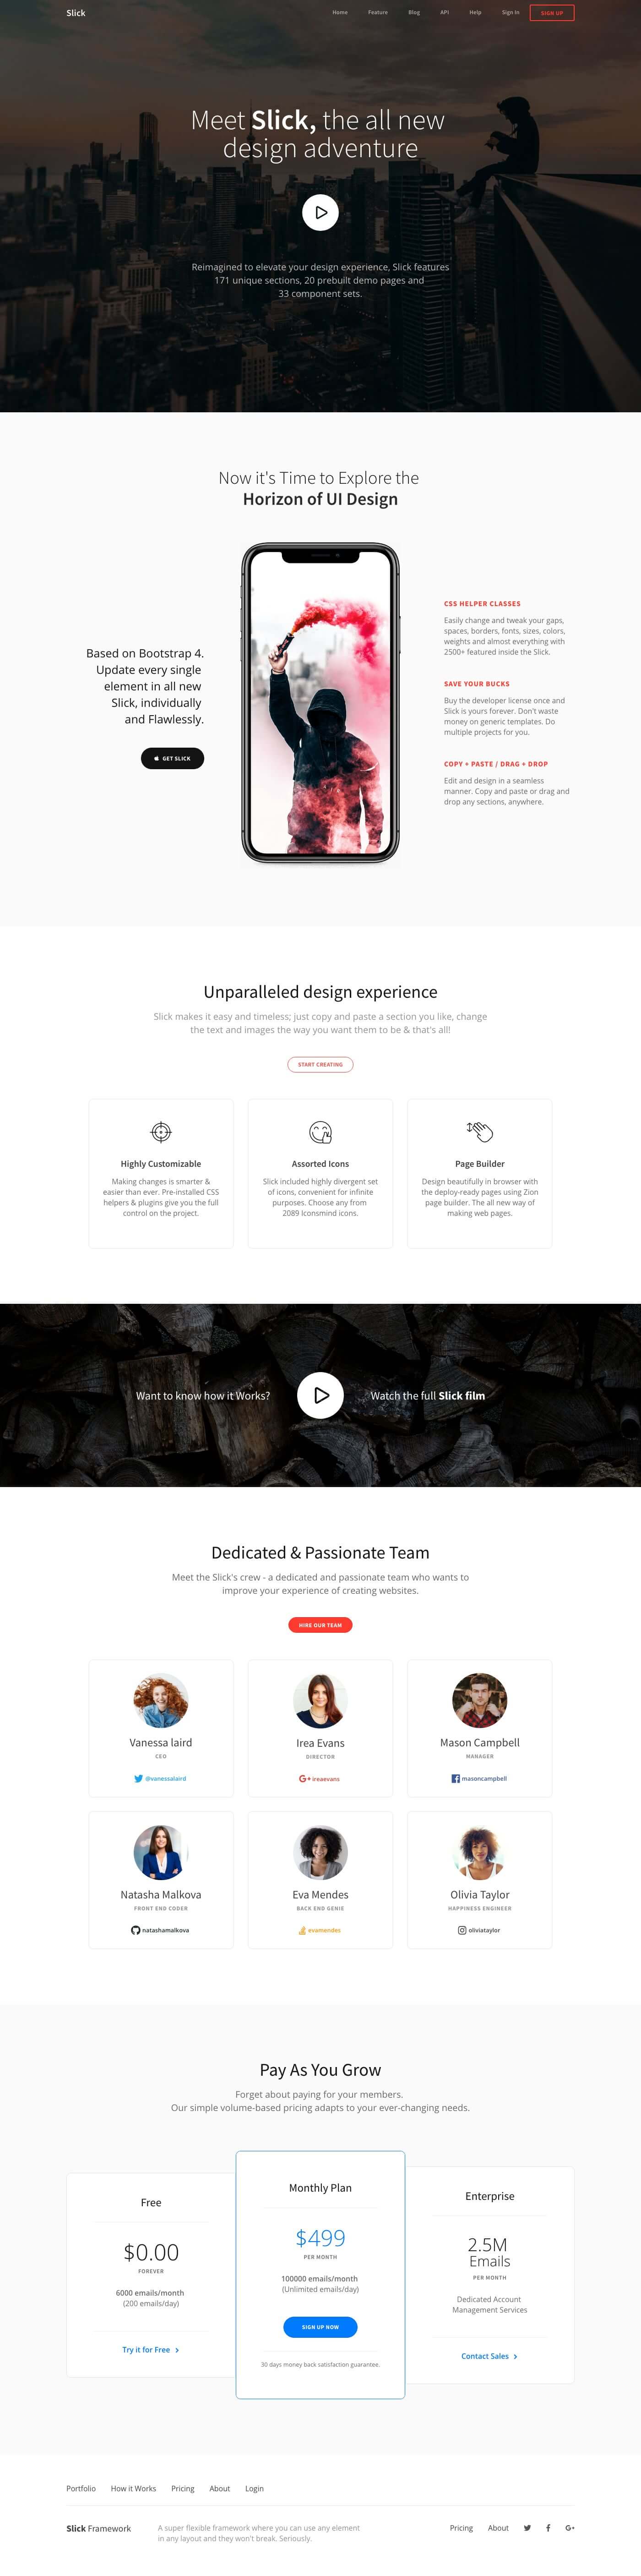 Slick
Home Feature Blog API Help Sign In SIGN UP
Meet Slick, the all new
design adventure
Reimagined to elevate your design experience, Slick features
171 unique sections, 20 prebuilt demo pages and
33 component sets.
Now it's Time to Explore the
Horizon of UI Design
Based on Bootstrap 4.
Update every single
element in all new
Slick, individually
and Flawlessly.
GET SLICK
CSS HELPER CLASSES
Easily change and tweak your gaps,
spaces, borders, fonts, sizes, colors,
weights and almost everything with
2500+ featured inside the Slick.
SAVE YOUR BUCKS
Buy the developer license once and
Slick is yours forever. Don't waste
money on generic templates. Do
multiple projects for you.
COPY + PASTE / DRAG + DROP
Edit and design in a seamless
manner. Copy and paste or drag and
drop any sections, anywhere.
Unparalleled design experience
Slick makes it easy and timeless; just copy and paste a section you like, change
the text and images the way you want them to be & that's all!
START CREATING
Highly Customizable
Making changes is smarter &
easier than ever. Pre-installed CSS
helpers & plugins give you the full
control on the project.
Assorted Icons
Slick included highly divergent set
of icons, convenient for infinite
purposes. Choose any from
2089 Iconsmind icons.
Page Builder
Design beautifully in browser with
the deploy-ready pages using Zion
page builder. The all new way of
making web pages.
Want to know how it Works?
Watch the full Slick film
Dedicated & Passionate Team
Meet the Slick's crew - a dedicated and passionate team who wants to
improve your experience of creating websites.
HIRE OUR TEAM
Vanessa laird
CEO
@vanessalaird
Irea Evans
DIRECTOR
ireaevans
Mason Campbell
MANAGER
masoncampbell
Natasha Malkova
FRONT END CODER
natashamalkova
Eva Mendes
BACK END GENIE
evamendes
Olivia Taylor
HAPPINESS ENGINEER
oliviataylor
Pay As You Grow
Forget about paying for your members.
Our simple volume-based pricing adapts to your ever-changing needs.
Free
$0.00
FOREVER
6000 emails/month
(200 emails/day)
Try it for Free
Monthly Plan
$499
PER MONTH
100000 emails/month
(Unlimited emails/day)
SIGN UP NOW
30 days money back satisfaction guarantee.
Enterprise
2.5M
Emails
PER MONTH
Dedicated Account
Management Services
Contact Sales
Portfolio How it Works Pricing About Login
Slick Framework
A super flexible framework where you can use any element
in any layout and they won't break. Seriously.
Pricing About